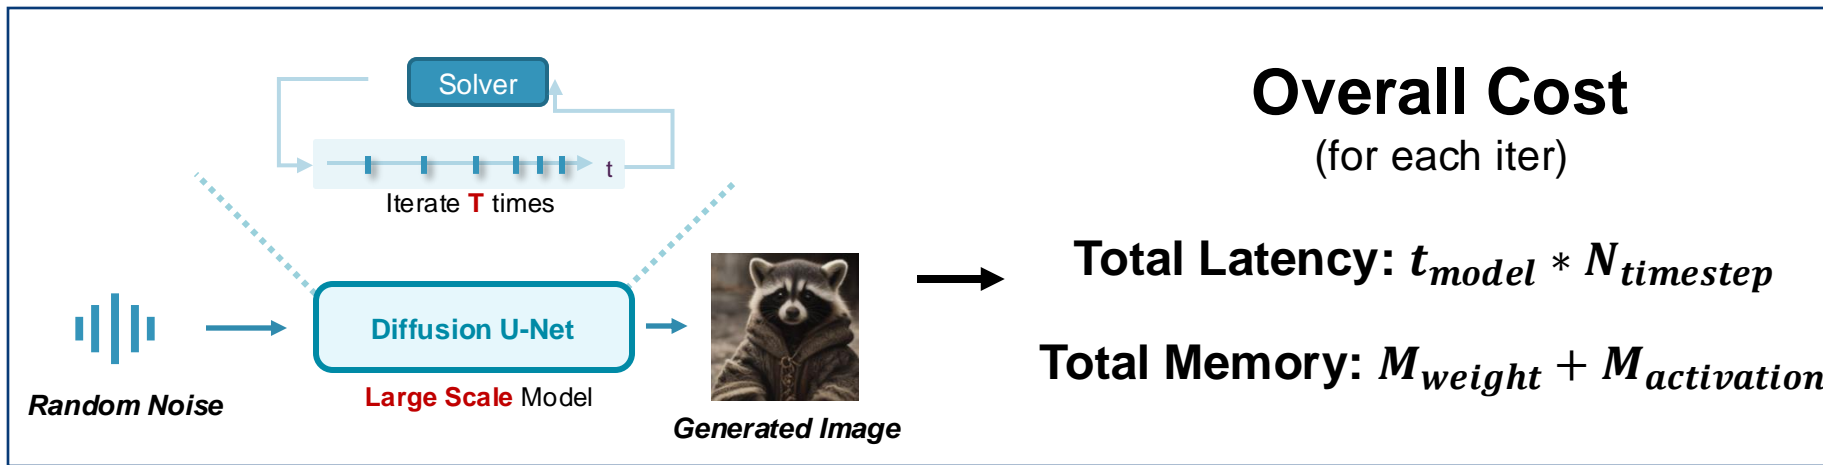 Solver
t
Iterate T times
Diffusion U-Net
Large Scale Model
Random Noise
Generated Image
Overall Cost
(for each iter)
Total Latency: t_model * N_timestep
Total Memory: M_weight + M_activation